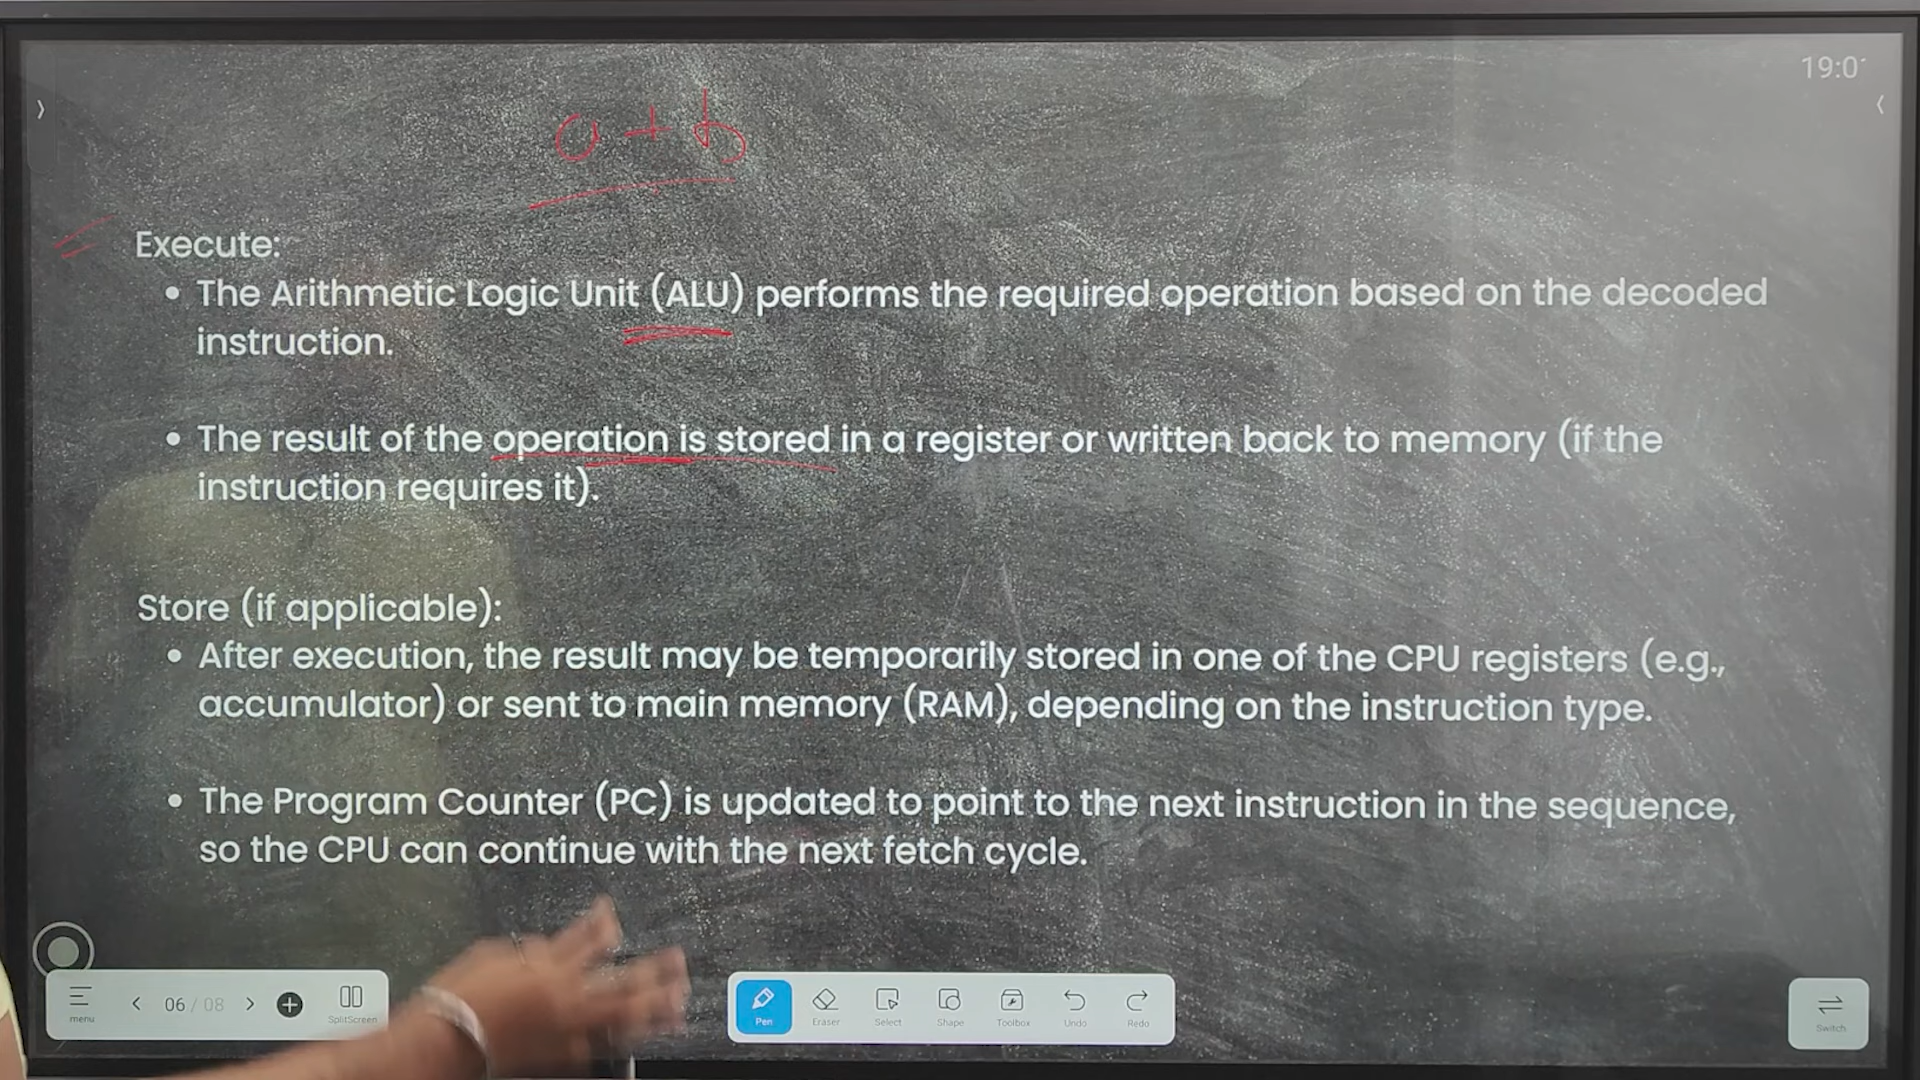 19:0
a + b
Execute:
• The Arithmetic Logic Unit (ALU) performs the required operation based on the decoded
instruction.
• The result of the operation is stored in a register or written back to memory (if the
instruction requires it).
Store (if applicable):
• After execution, the result may be temporarily stored in one of the CPU registers (e.g.,
accumulator) or sent to main memory (RAM), depending on the instruction type.
• The Program Counter (PC) is updated to point to the next instruction in the sequence,
so the CPU can continue with the next fetch cycle.
menu
06 / 08
SplitScreen
Pen
Eraser
Select
Shape
Toolbox
Undo
Redo
Switch